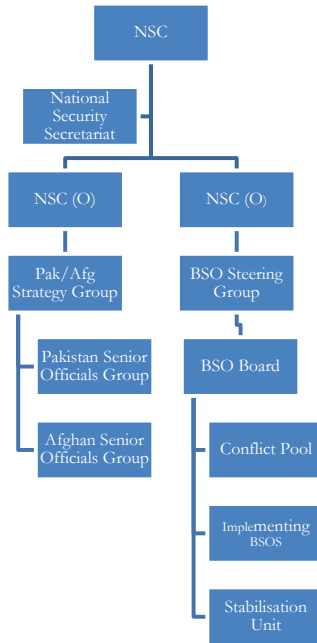 NSC
National
Security
Secretariat
NSC (O)
NSC (O)
Pak/Afg
Strategy Group
BSO Steering
Group
Pakistan Senior
Officials Group
BSO Board
Afghan Senior
Officials Group
Conflict Pool
Implementing
BSOS
Stabilisation
Unit